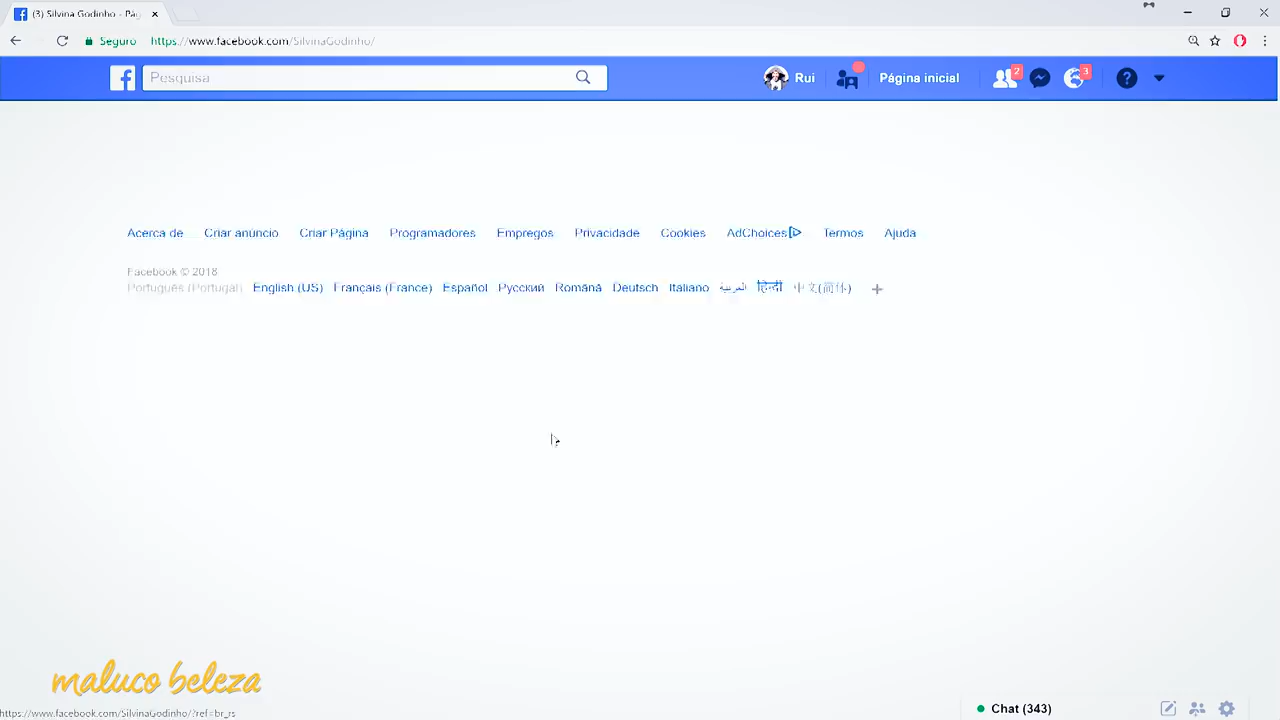 (3) Silvina Godinho - Pág
Seguro https://www.facebook.com/SilvinaGodinho/
Pesquisa
Rui
Página inicial
2
3
?
Acerca de Criar anúncio Criar Página Programadores Empregos Privacidade Cookies AdChoices Termos Ajuda
Facebook © 2018
Português (Portugal) English (US) Français (France) Español Русский Română Deutsch Italiano العربية हिन्दी 中文(简体)
maluco beleza
https://www.facebook.com/SilvinaGodinho/?ref=br_rs
Chat (343)